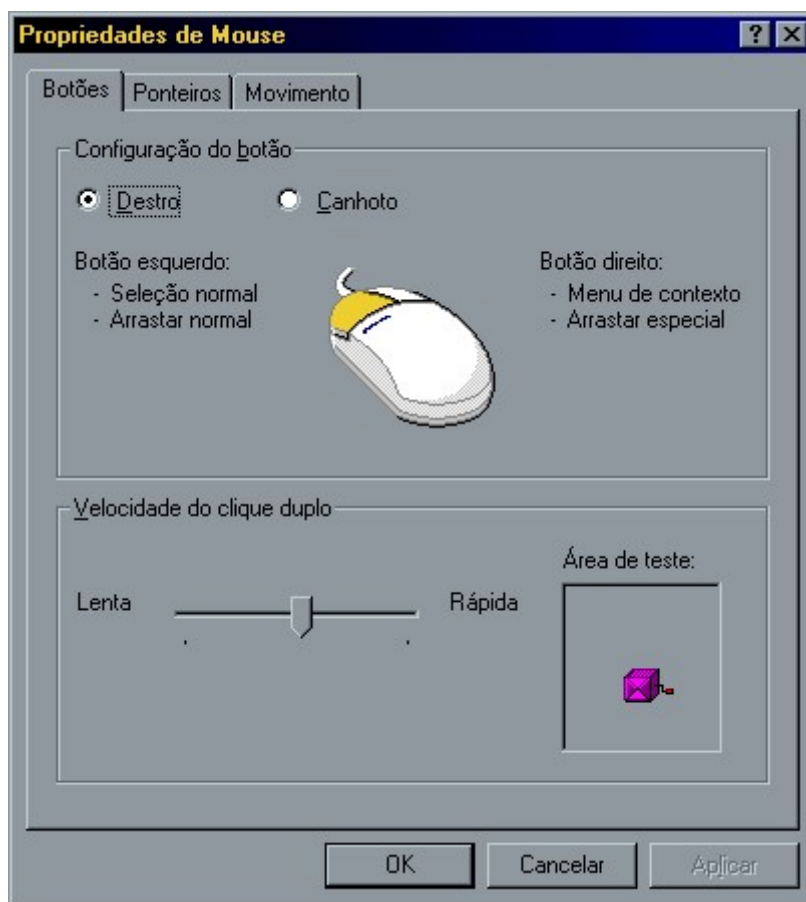 Propriedades de Mouse
Botões Ponteiros Movimento
Configuração do botão
Destro Canhoto
Botão esquerdo:
- Seleção normal
- Arrastar normal
Botão direito:
- Menu de contexto
- Arrastar especial
Velocidade do clique duplo
Área de teste:
Lenta Rápida
OK Cancelar Aplicar